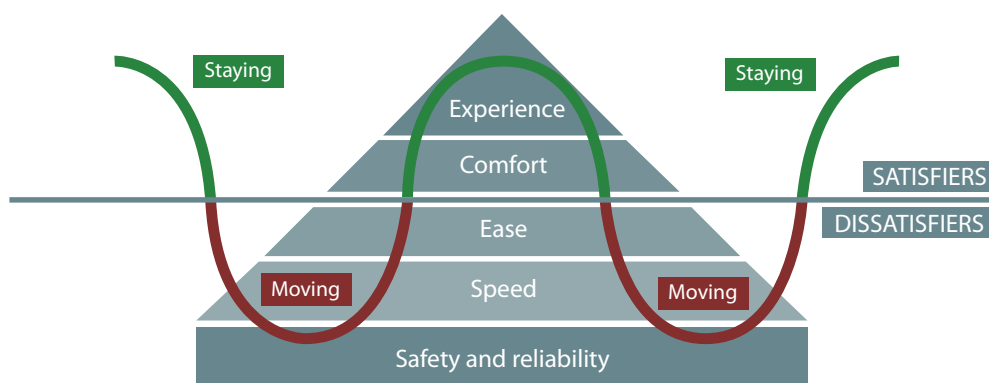 Staying
Staying
Experience
Comfort
SATISFIERS
DISSATISFIERS
Ease
Moving
Speed
Moving
Safety and reliability